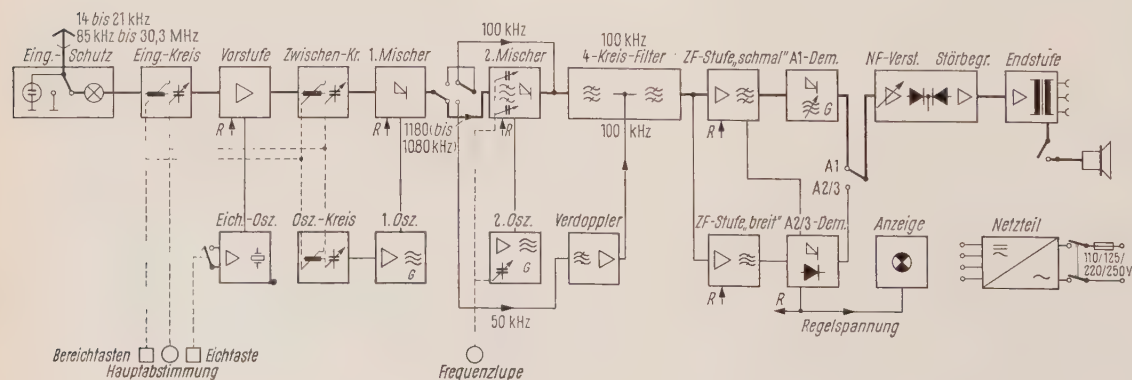 14 bis 21 kHz
85 kHz bis 30,3 MHz
Eing.-Schutz
Eing.-Kreis
Vorstufe
Zwischen-Kr.
1. Mischer
100 kHz
2. Mischer
100 kHz
4-Kreis-Filter
ZF-Stufe „schmal"
A1-Dem.
NF-Verst.
Störbegr.
Endstufe
R
R
1180 (bis
1080 kHz)
R
100 kHz
R
G
A1
A2/3
Eich.-Osz.
Osz.-Kreis
1. Osz.
2. Osz.
Verdoppler
ZF-Stufe „breit"
A2/3-Dem.
Anzeige
Netzteil
G
G
R
R
110/125/
220/250V
50 kHz
Regelspannung
Bereichtasten
Eichtaste
Hauptabstimmung
Frequenzlupe